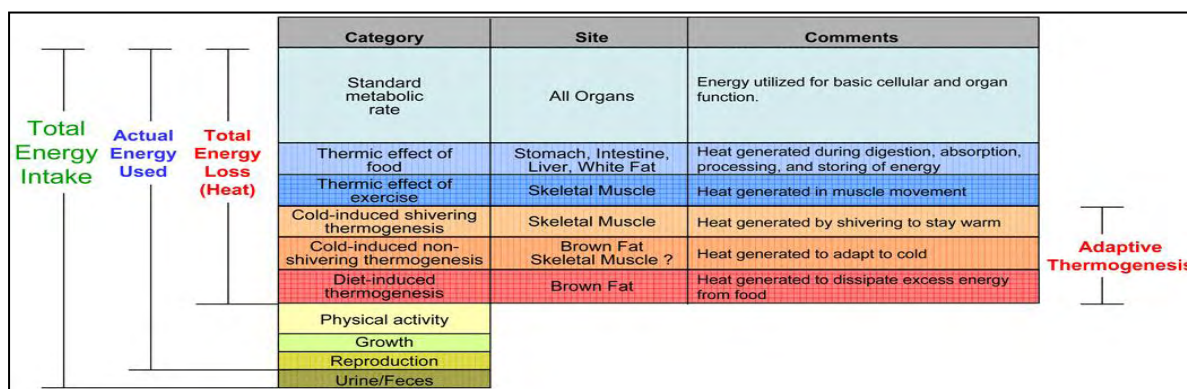 Category Site Comments
Standard
metabolic
rate
All Organs
Energy utilized for basic cellular and organ
function.
Thermic effect of
food
Stomach, Intestine,
Liver, White Fat
Heat generated during digestion, absorption,
processing, and storing of energy
Thermic effect of
exercise
Skeletal Muscle
Heat generated in muscle movement
Cold-induced shivering
thermogenesis
Skeletal Muscle
Heat generated by shivering to stay warm
Cold-induced non-
shivering thermogenesis
Brown Fat
Skeletal Muscle ?
Heat generated to adapt to cold
Diet-induced
thermogenesis
Brown Fat
Heat generated to dissipate excess energy
from food
Physical activity
Growth
Reproduction
Urine/Feces
Total
Energy
Intake
Actual
Energy
Used
Total
Energy
Loss
(Heat)
Adaptive
Thermogenesis